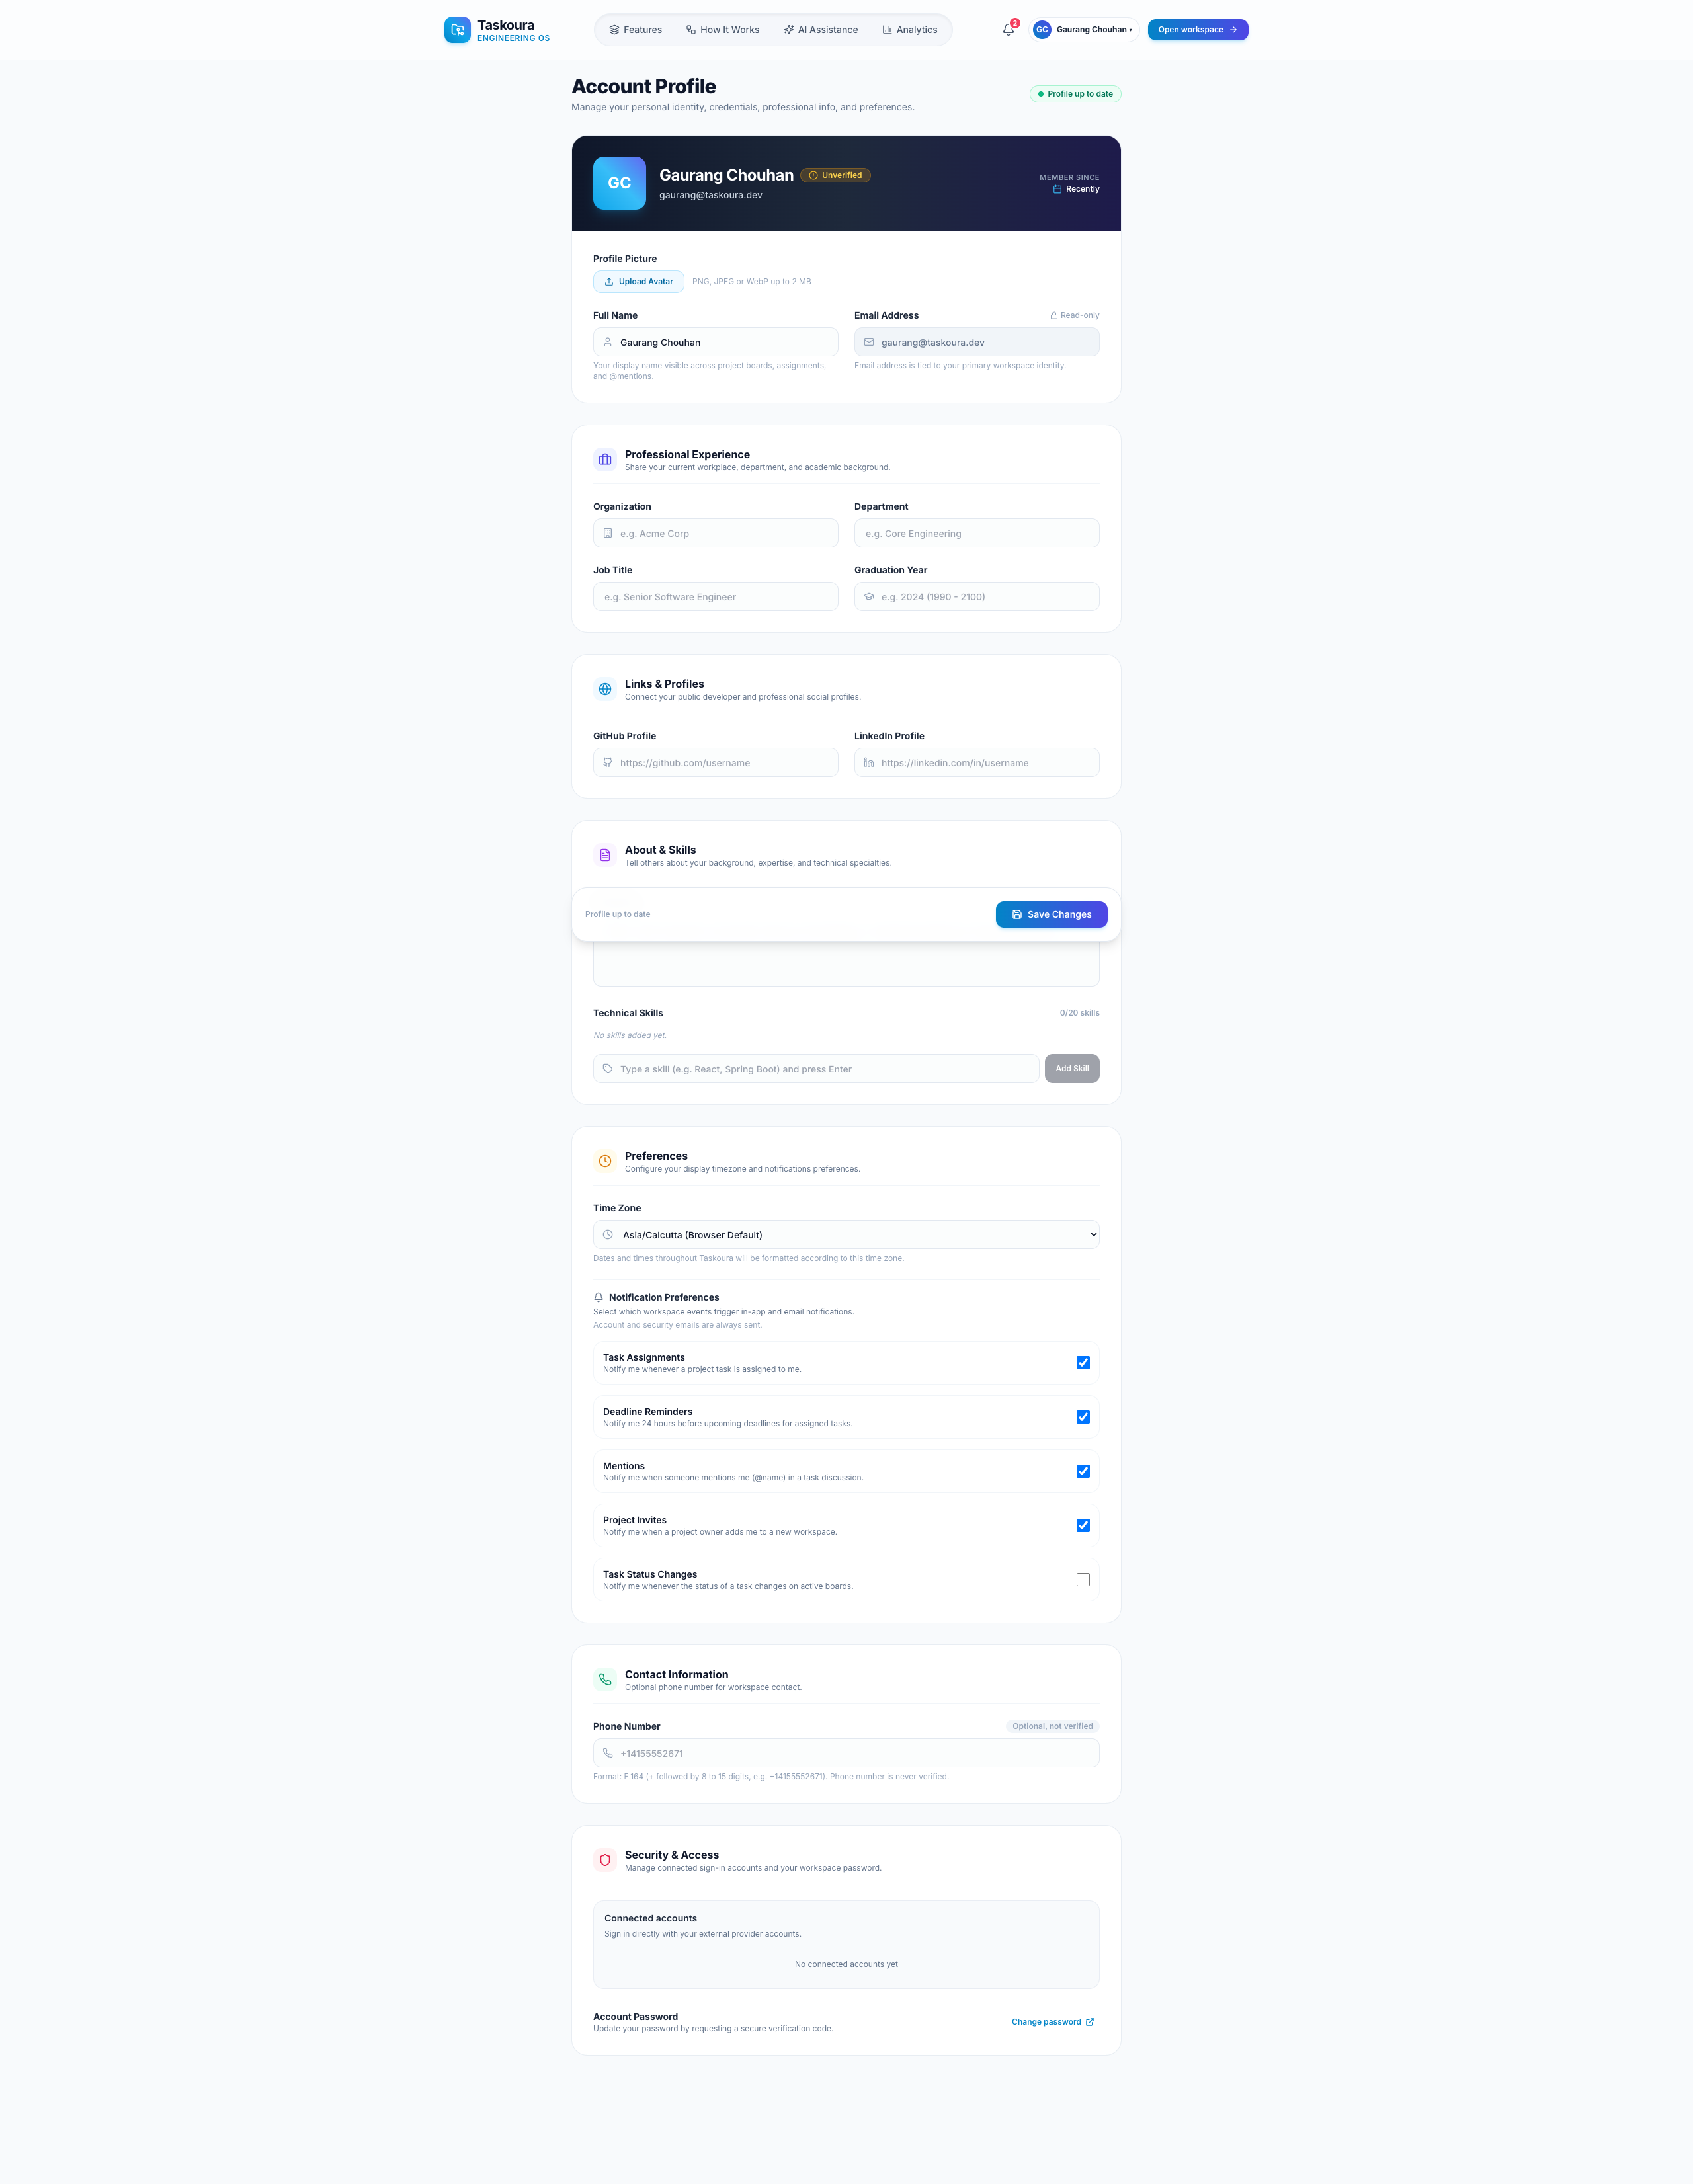 Taskoura
ENGINEERING OS
Features
How It Works
AI Assistance
Analytics
2
GC
Gaurang Chouhan
Open workspace
Account Profile
Manage your personal identity, credentials, professional info, and preferences.
Profile up to date
GC
Gaurang Chouhan
Unverified
gaurang@taskoura.dev
MEMBER SINCE
Recently
Profile Picture
Upload Avatar
PNG, JPEG or WebP up to 2 MB
Full Name
Gaurang Chouhan
Your display name visible across project boards, assignments,
and @mentions.
Email Address
Read-only
gaurang@taskoura.dev
Email address is tied to your primary workspace identity.
Professional Experience
Share your current workplace, department, and academic background.
Organization
e.g. Acme Corp
Department
e.g. Core Engineering
Job Title
e.g. Senior Software Engineer
Graduation Year
e.g. 2024 (1990 - 2100)
Links & Profiles
Connect your public developer and professional social profiles.
GitHub Profile
https://github.com/username
LinkedIn Profile
https://linkedin.com/in/username
About & Skills
Tell others about your background, expertise, and technical specialties.
Profile up to date
Save Changes
Technical Skills
0/20 skills
No skills added yet.
Type a skill (e.g. React, Spring Boot) and press Enter
Add Skill
Preferences
Configure your display timezone and notifications preferences.
Time Zone
Asia/Calcutta (Browser Default)
Dates and times throughout Taskoura will be formatted according to this time zone.
Notification Preferences
Select which workspace events trigger in-app and email notifications.
Account and security emails are always sent.
Task Assignments
Notify me whenever a project task is assigned to me.
Deadline Reminders
Notify me 24 hours before upcoming deadlines for assigned tasks.
Mentions
Notify me when someone mentions me (@name) in a task discussion.
Project Invites
Notify me when a project owner adds me to a new workspace.
Task Status Changes
Notify me whenever the status of a task changes on active boards.
Contact Information
Optional phone number for workspace contact.
Phone Number
Optional, not verified
+14155552671
Format: E.164 (+ followed by 8 to 15 digits, e.g. +14155552671). Phone number is never verified.
Security & Access
Manage connected sign-in accounts and your workspace password.
Connected accounts
Sign in directly with your external provider accounts.
No connected accounts yet
Account Password
Update your password by requesting a secure verification code.
Change password